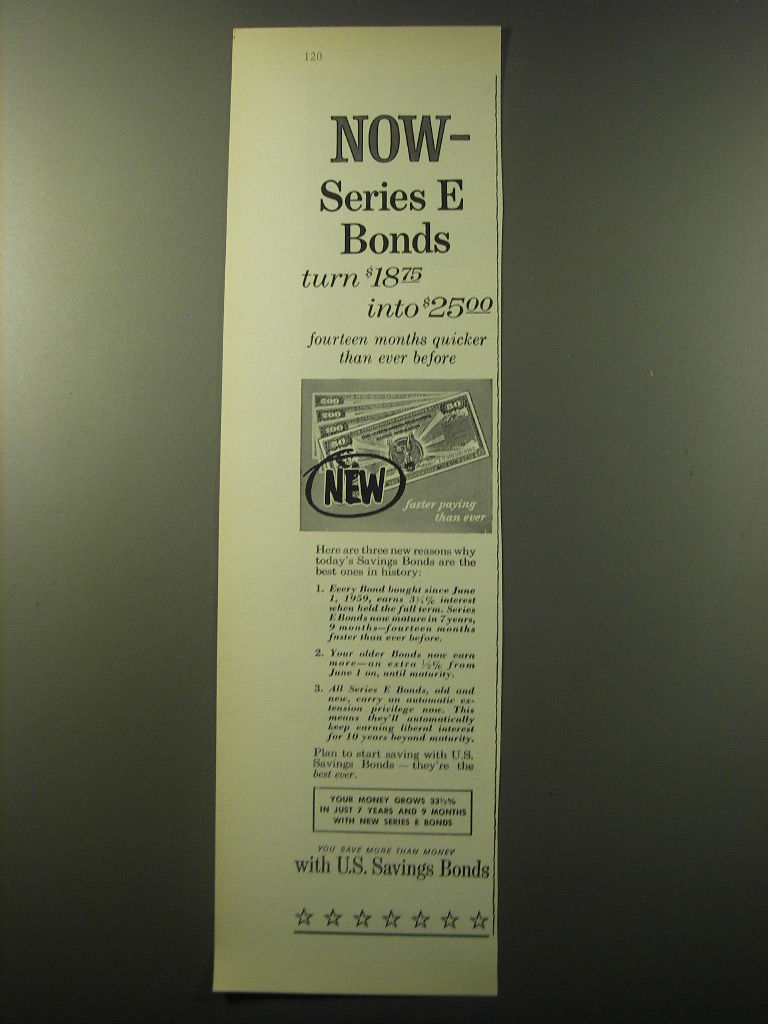 120
NOW-
Series E
Bonds
turn $18 75
into $25 00
fourteen months quicker
than ever before
500
200
100
50
50
NEW
faster paying
than ever
Here are three new reasons why
today's Savings Bonds are the
best ones in history:
1. Every Bond bought since June
1, 1959, earns 3¾% interest
when held the full term. Series
E Bonds now mature in 7 years,
9 months—fourteen months
faster than ever before.
2. Your older Bonds now earn
more—an extra ½% from
June 1 on, until maturity.
3. All Series E Bonds, old and
new, carry an automatic ex-
tension privilege now. This
means they'll automatically
keep earning liberal interest
for 10 years beyond maturity.
Plan to start saving with U.S.
Savings Bonds — they're the
best ever.
YOUR MONEY GROWS 33⅓%
IN JUST 7 YEARS AND 9 MONTHS
WITH NEW SERIES E BONDS
YOU SAVE MORE THAN MONEY
with U.S. Savings Bonds